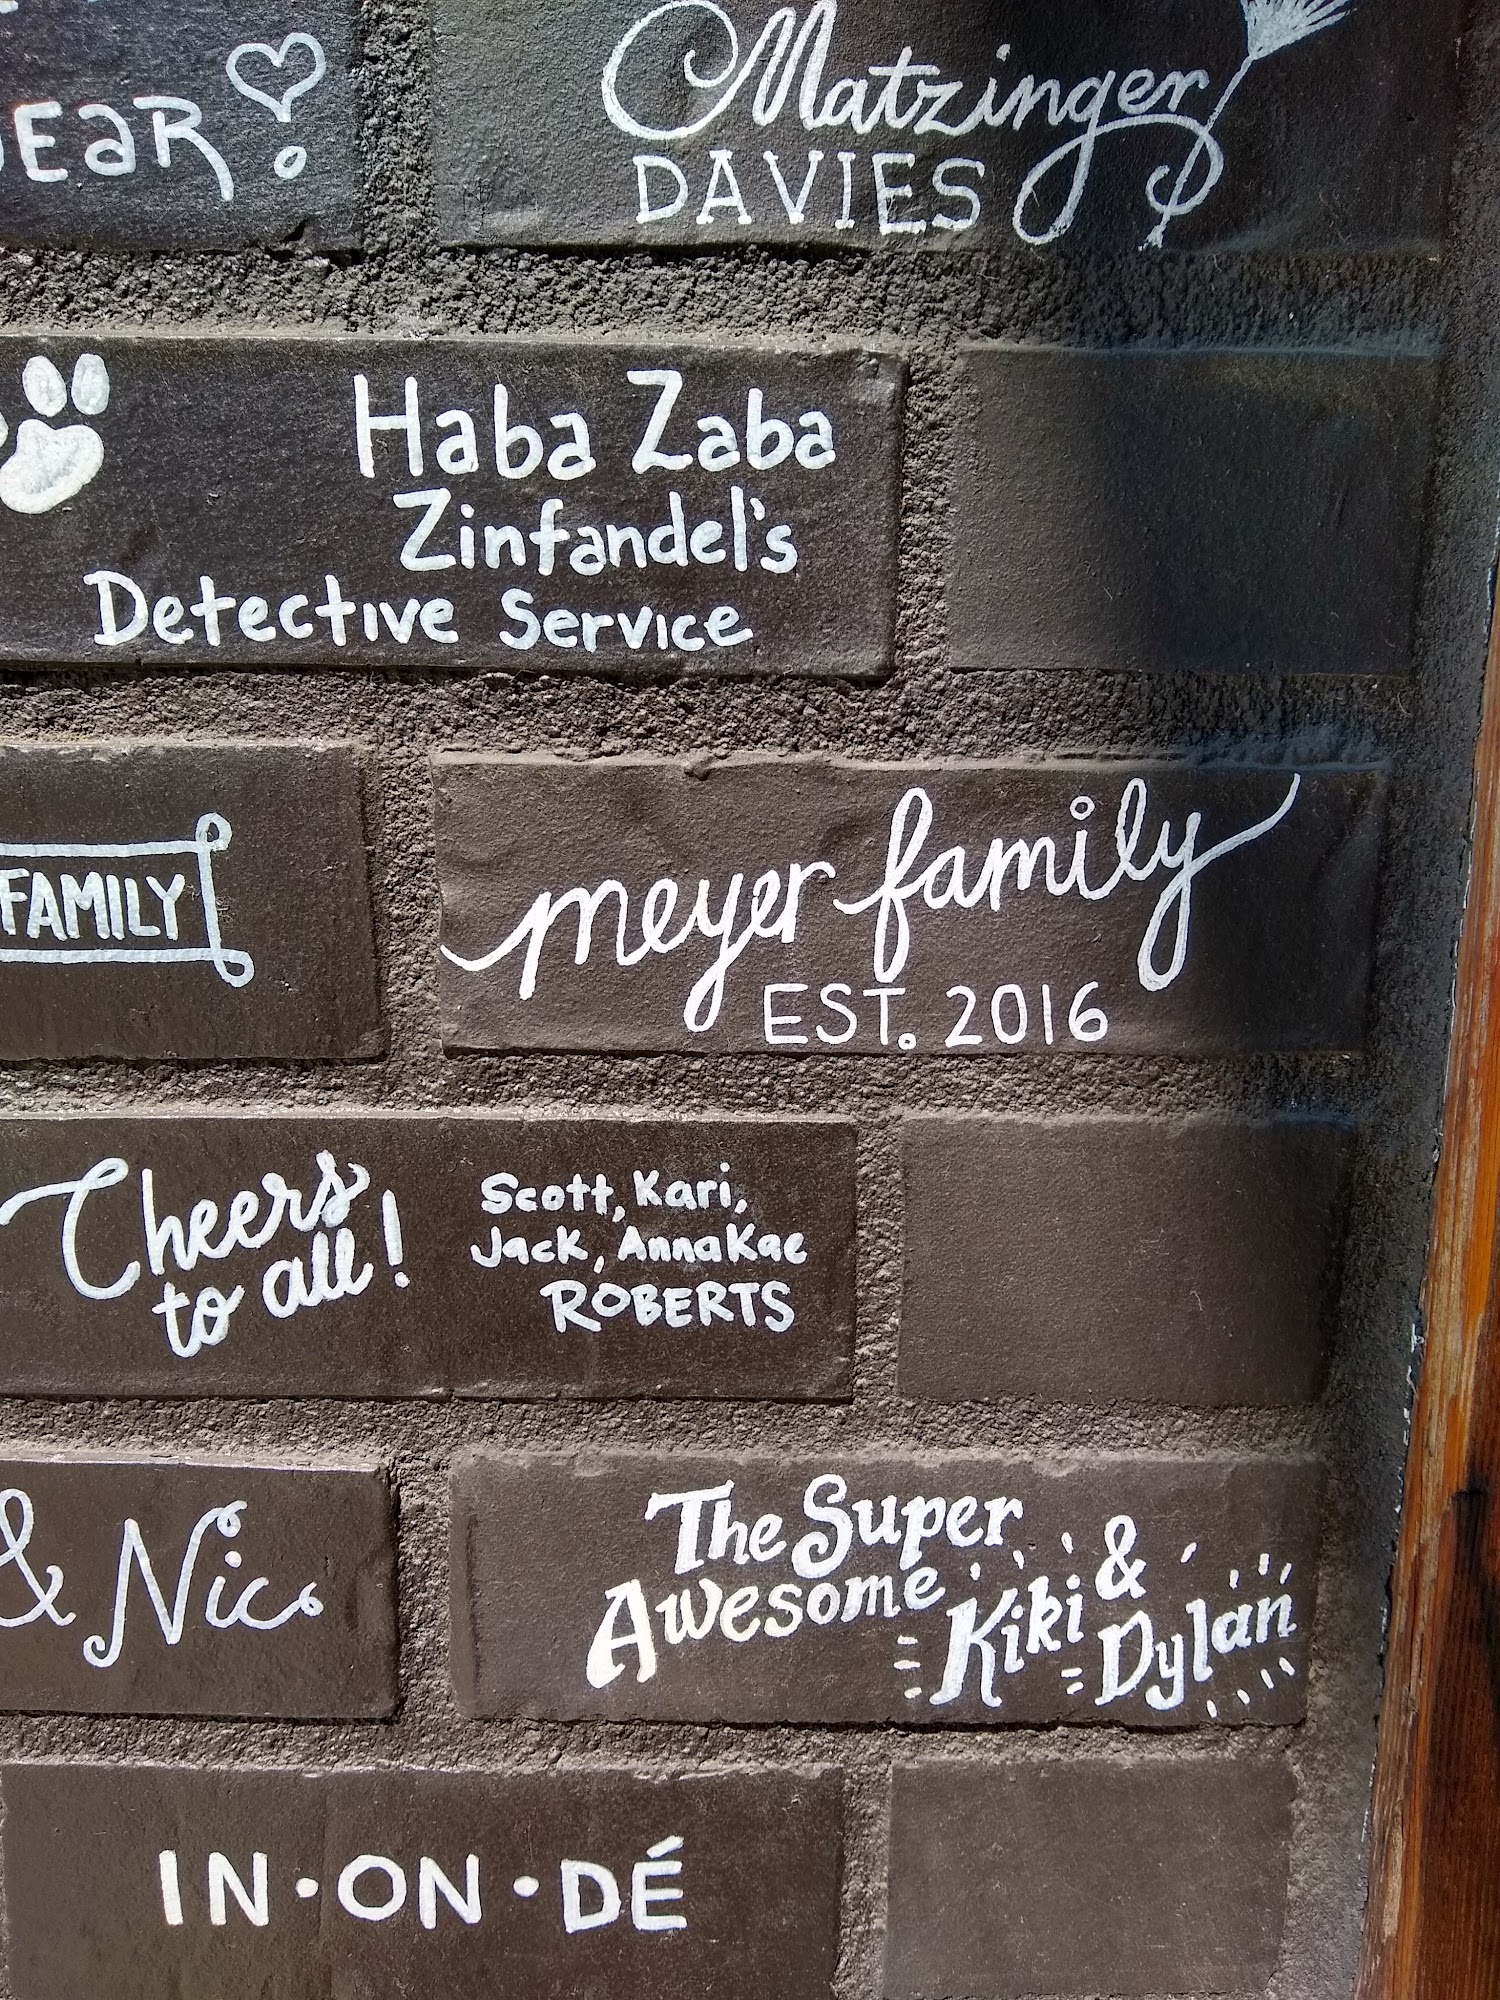 Matzinger
DAVIES
Haba Zaba
Zinfandel's
Detective Service
FAMILY
meyer family
EST. 2016
Cheers
to all!
Scott, Kari,
Jack, AnnaKae
ROBERTS
& Nic
The Super
Awesome
Kiki &
Dylan
IN•ON•DÉ